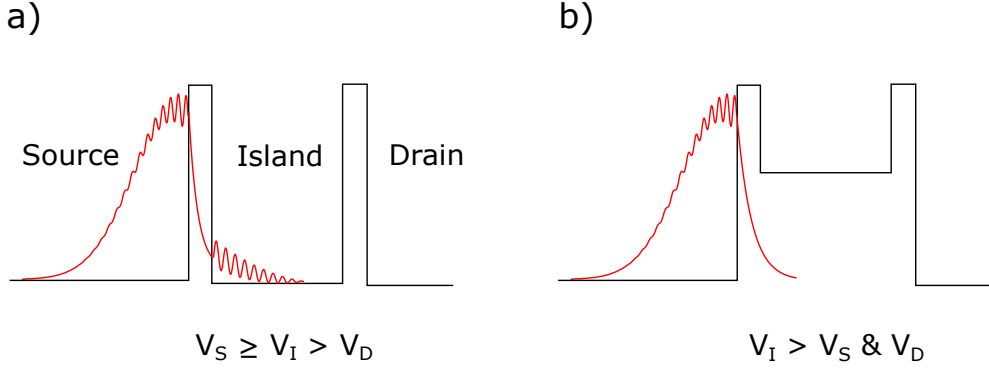 a)
b)
Source
Island
Drain
V_S ≥ V_I > V_D
V_I > V_S & V_D